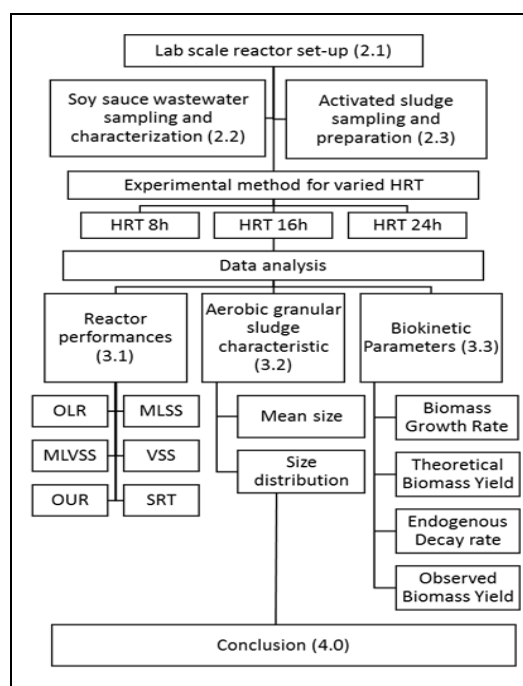 Lab scale reactor set-up (2.1)
Soy sauce wastewater
sampling and
characterization (2.2)
Activated sludge
sampling and
preparation (2.3)
Experimental method for varied HRT
HRT 8h
HRT 16h
HRT 24h
Data analysis
Reactor
performances
(3.1)
Aerobic granular
sludge
characteristic
(3.2)
Biokinetic
Parameters (3.3)
OLR
MLSS
MLVSS
VSS
OUR
SRT
Mean size
Size
distribution
Biomass
Growth Rate
Theoretical
Biomass Yield
Endogenous
Decay rate
Observed
Biomass Yield
Conclusion (4.0)